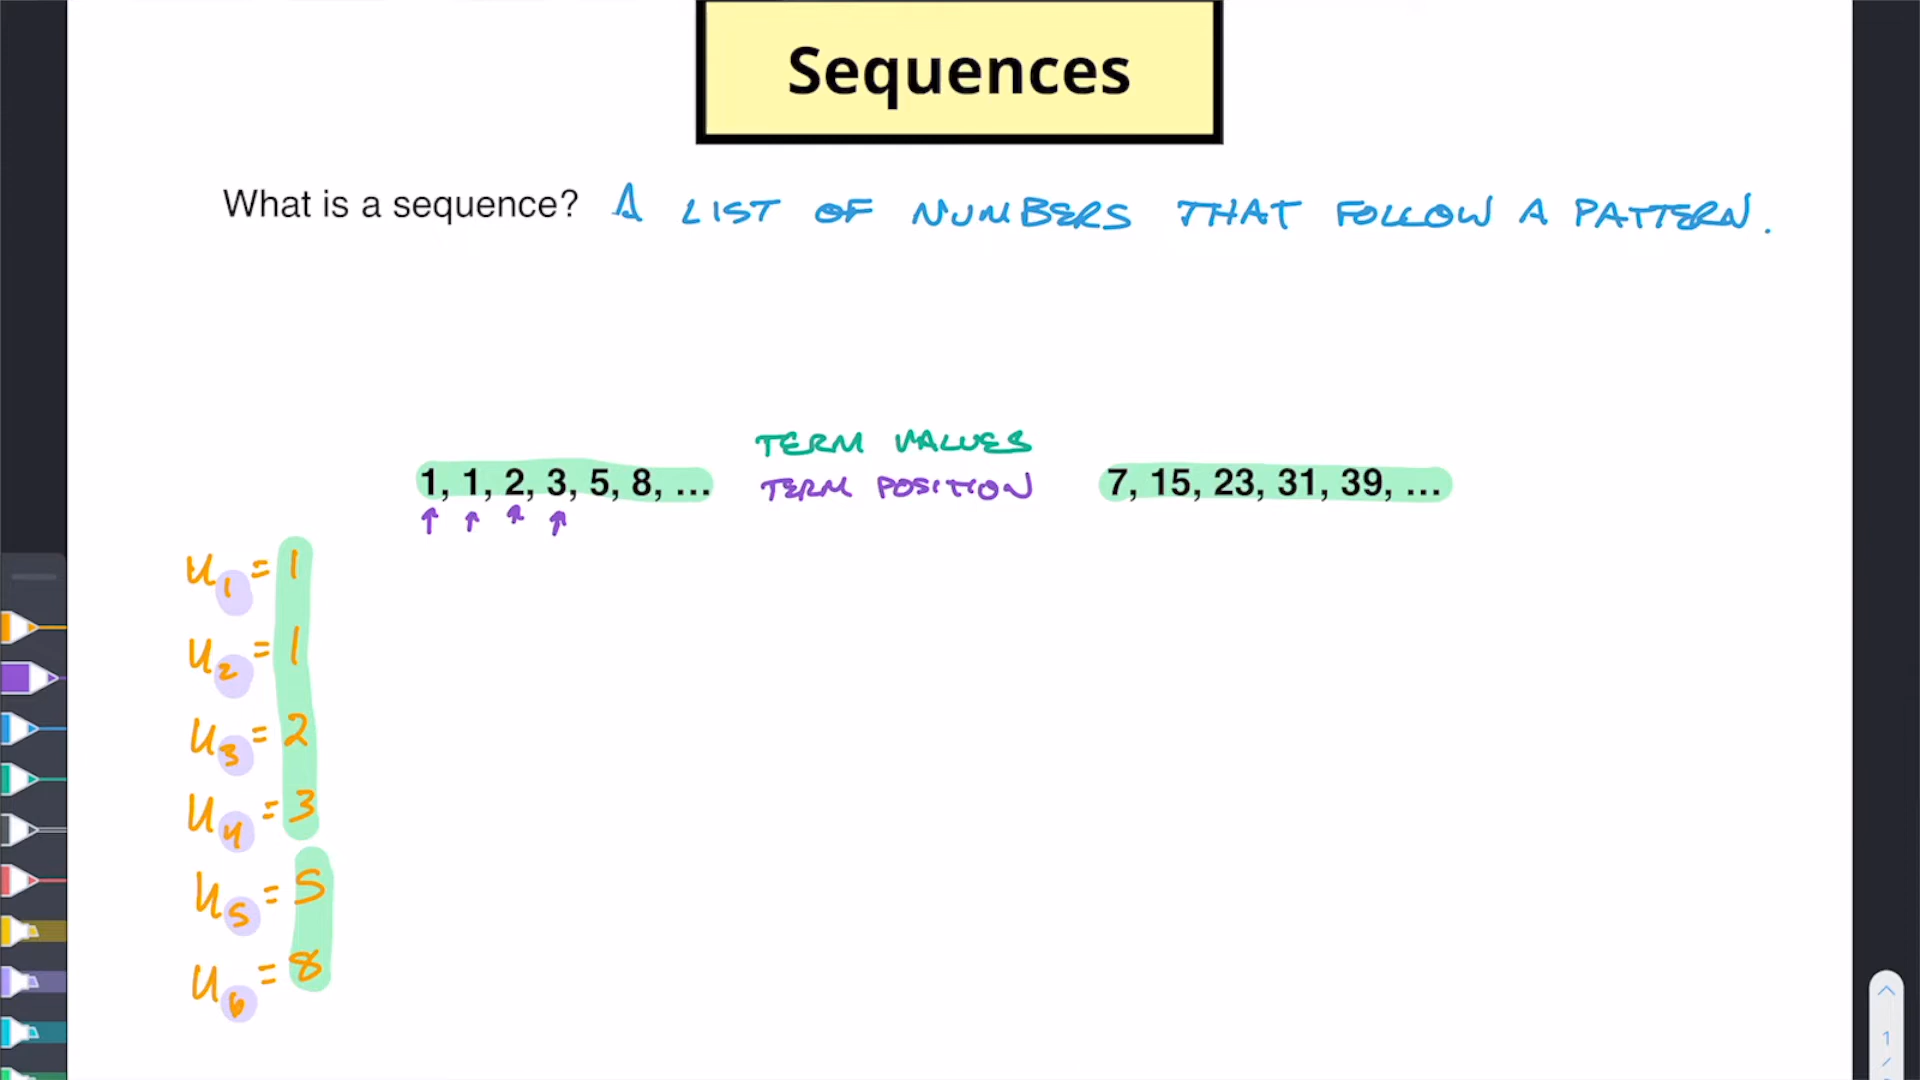 Sequences
What is a sequence? A LIST OF NUMBERS THAT FOLLOW A PATTERN.
TERM VALUES
1, 1, 2, 3, 5, 8, ... TERM POSITION 7, 15, 23, 31, 39, ...
u₁ = 1
u₂ = 1
u₃ = 2
u₄ = 3
u₅ = 5
u₆ = 8
1